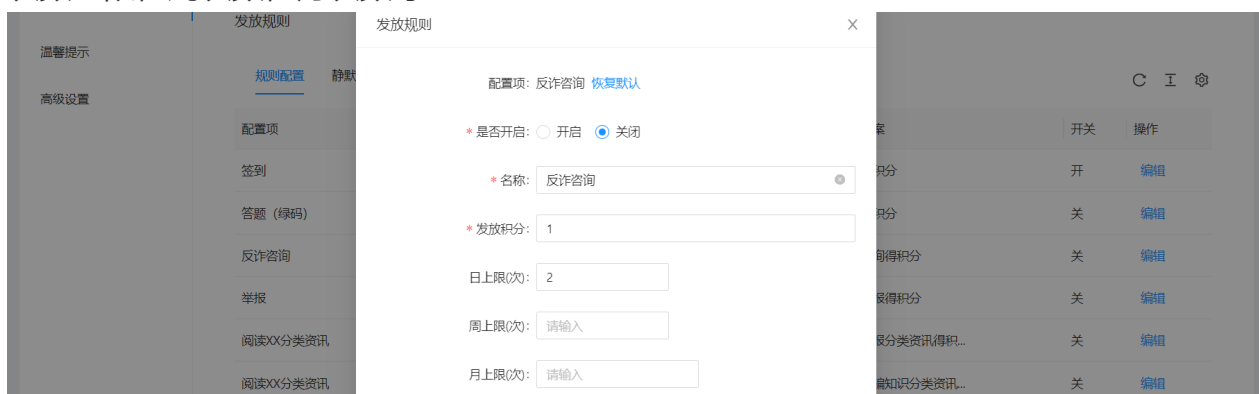 发放规则
发放规则
温馨提示
规则配置 静默
高级设置
配置项: 反诈咨询 恢复默认
配置项
* 是否开启: 开启 关闭
开关 操作
签到
* 名称: 反诈咨询
积分 开 编辑
答题（绿码）
* 发放积分: 1
积分 关 编辑
反诈咨询
日上限(次): 2
询得积分 关 编辑
举报
周上限(次): 请输入
报得积分 关 编辑
阅读XX分类资讯
月上限(次): 请输入
分类资讯得积... 关 编辑
阅读XX分类资讯
知识分类资讯... 关 编辑